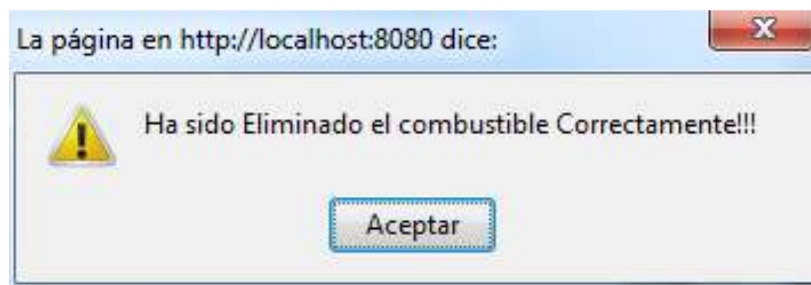 La página en http://localhost:8080 dice:
Ha sido Eliminado el combustible Correctamente!!!
Aceptar